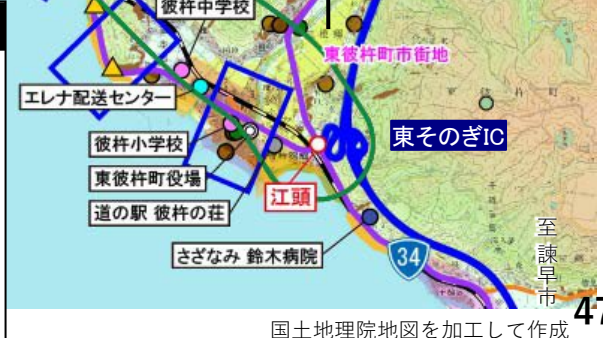 彼杵中学校
東彼杵町市街地
エレナ配送センター
彼杵小学校
東そのぎIC
東彼杵町役場
江頭
道の駅 彼杵の荘
さざなみ 鈴木病院
34
至 諫早市
47
国土地理院地図を加工して作成